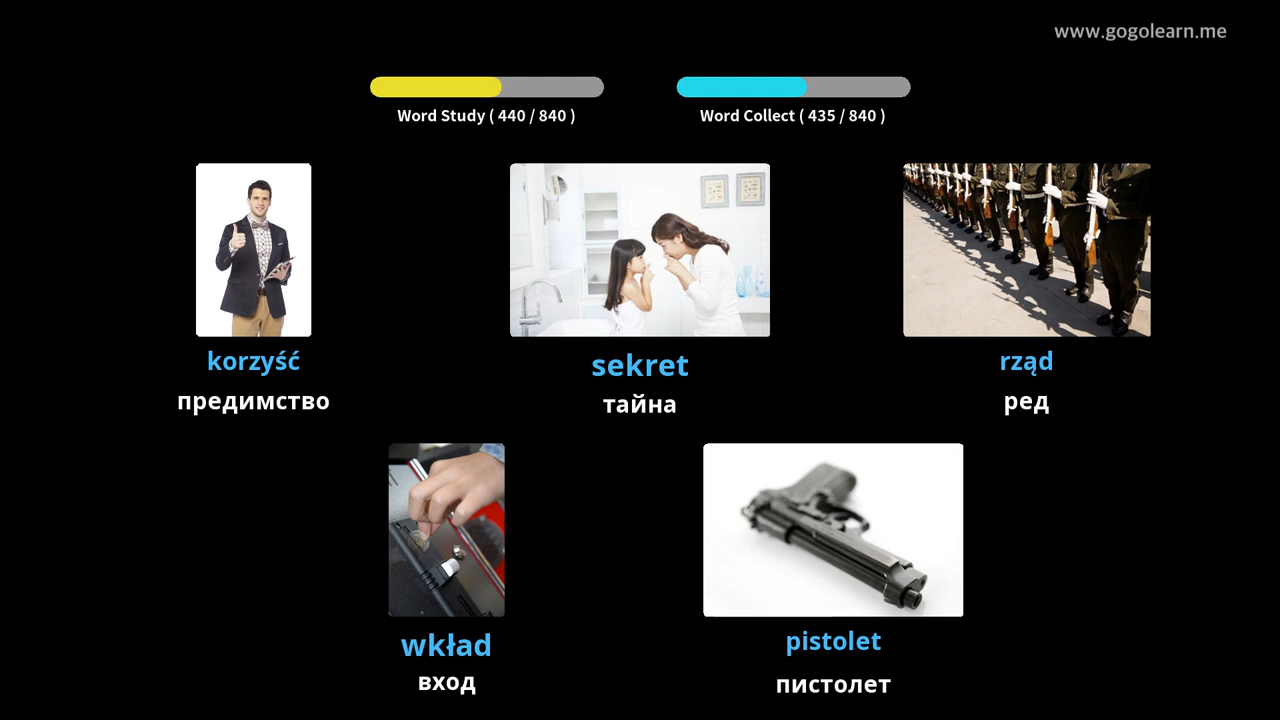 www.gogolearn.me
Word Study ( 440 / 840 )
Word Collect ( 435 / 840 )
korzyść
предимство
sekret
тайна
rząd
ред
wkład
вход
pistolet
пистолет